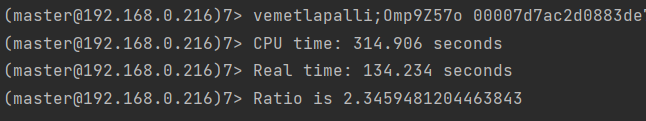 (master@192.168.0.216)7> vemetlapalli;Omp9Z57o 00007d7ac2d0883de
(master@192.168.0.216)7> CPU time: 314.906 seconds
(master@192.168.0.216)7> Real time: 134.234 seconds
(master@192.168.0.216)7> Ratio is 2.3459481204463843